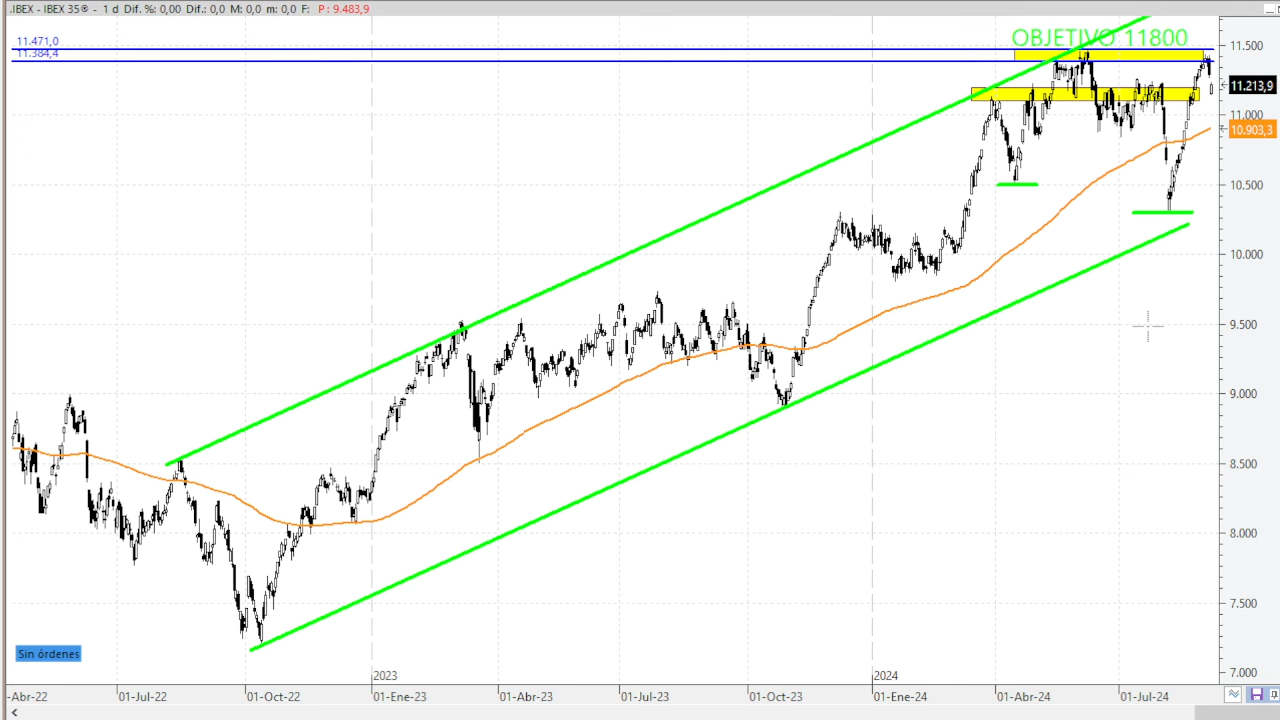 .IBEX - IBEX 35® - 1 d Dif. %: 0,00 Dif.: 0,0 M: 0,0 m: 0,0 F: P: 9.483,9
OBJETIVO 11800
11.471,0
11.384,4
11.500
11.213,9
11.000
10.903,3
10.500
10.000
9.500
9.000
8.500
8.000
7.500
7.000
Sin órdenes
2023
2024
-Abr-22
01-Jul-22
01-Oct-22
01-Ene-23
01-Abr-23
01-Jul-23
01-Oct-23
01-Ene-24
01-Abr-24
01-Jul-24